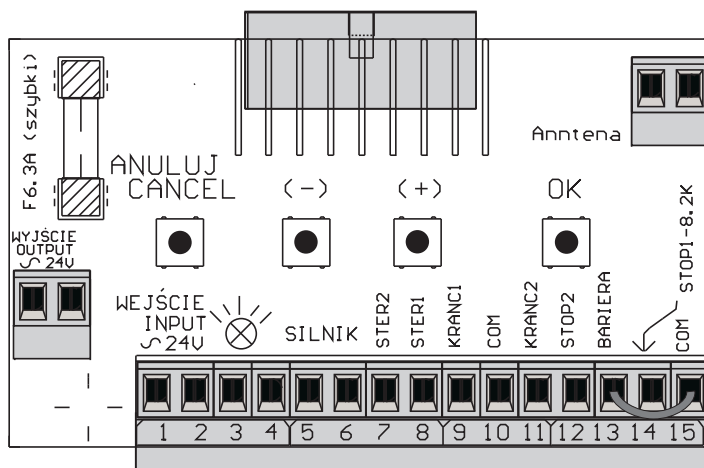 F6.3A (szybki)
Anntena
ANULUJ
CANCEL
(-)
(+)
OK
WYJŚCIE
OUTPUT
∿ 24V
WEJŚCIE
INPUT
∿24V
SILNIK
STER2
STER1
KRANC1
COM
KRANC2
STOP2
BARIERA
STOP1-8.2K
COM
1 2 3 4 5 6 7 8 9 10 11 12 13 14 15